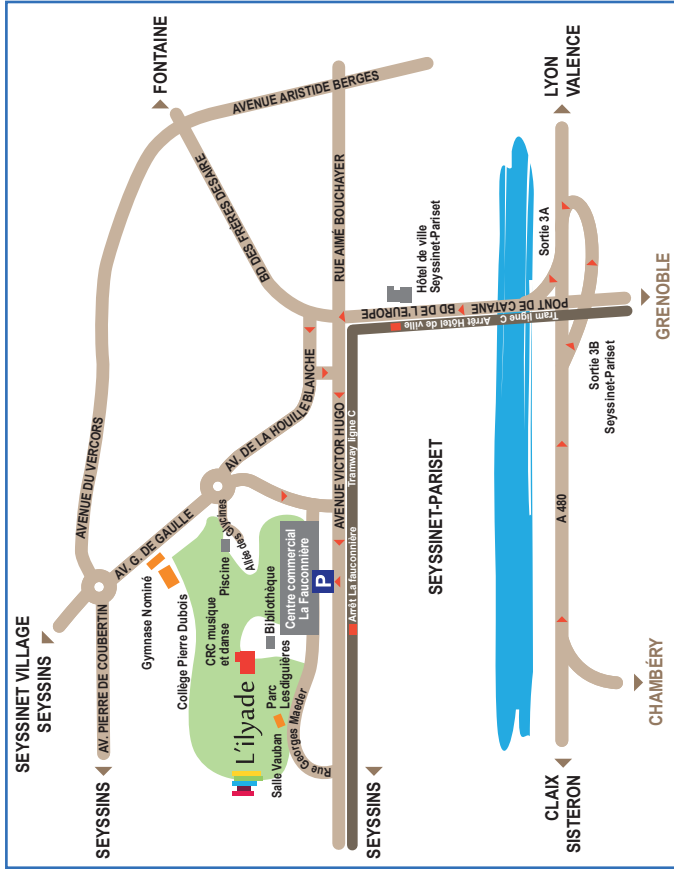 SEYSSINET VILLAGE
SEYSSINS
FONTAINE
AVENUE DU VERCORS
AVENUE ARISTIDE BERGES
SEYSSINS
AV. PIERRE DE COUBERTIN
AV. G. DE GAULLE
BD DES FRÈRES DESAIRE
Gymnase Nominé
Collège Pierre Dubois
AV. DE LA HOUILLE BLANCHE
CRC musique
et danse
Piscine
Allée des Glycines
L'ilyade
Bibliothèque
Salle Vauban
Parc
Lesdiguières
Centre commercial
La Fauconnière
P
Rue Georges Maeder
AVENUE VICTOR HUGO
RUE AIMÉ BOUCHAYER
SEYSSINS
Arrêt La fauconnière
Tramway ligne C
Hôtel de ville
Seyssinet-Pariset
BD DE L'EUROPE
PONT DE CATANE
Arrêt Hôtel de ville
Tram ligne C
SEYSSINET-PARISET
CLAIX
SISTERON
A 480
Sortie 3A
LYON
VALENCE
Sortie 3B
Seyssinet-Pariset
CHAMBÉRY
GRENOBLE